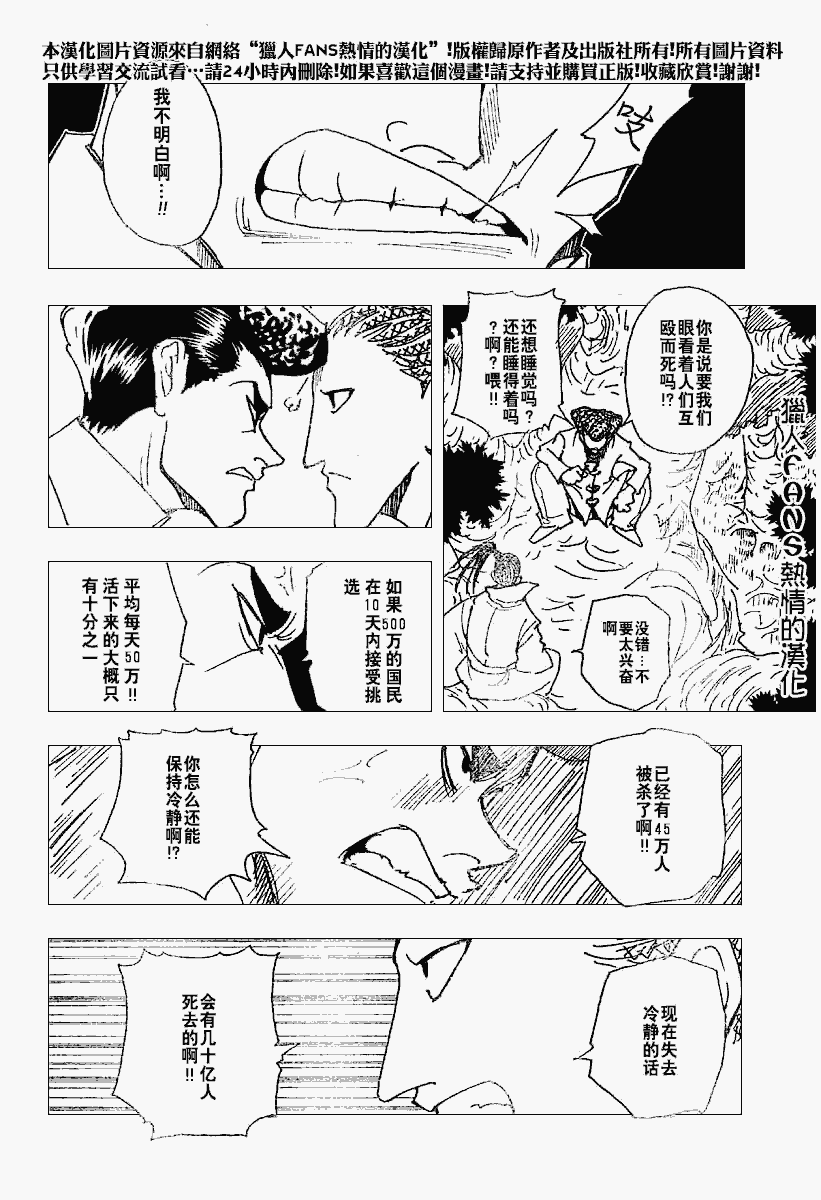 本漢化圖片資源來自網絡“獵人FANS熱情的漢化”!版權歸原作者及出版社所有!所有圖片資料
只供學習交流試看…請24小時內刪除!如果喜歡這個漫畫!請支持並購買正版!收藏欣賞!謝謝!
吱
我不明白啊…!!
你是说要我们
眼看着人们互
殴而死吗!?
还想睡觉吗?
还能睡得着吗
?啊?喂!!
獵人FANS熱情的漢化
没错…不
要太兴奋
啊
如果500万的国民
在10天内接受挑
选
平均每天50万!!
活下来的大概只
有十分之一
已经有45万人
被杀了啊!!
你怎么还能
保持冷静啊!?
现在失去
冷静的话
会有几十亿人
死去的啊!!